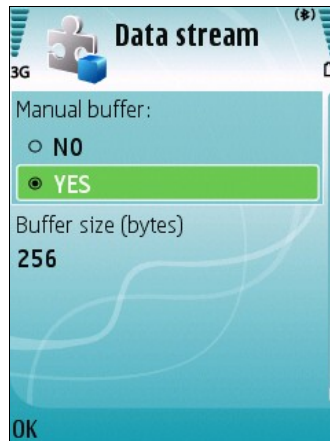 Data stream
3G
Manual buffer:
NO
YES
Buffer size (bytes)
256
OK